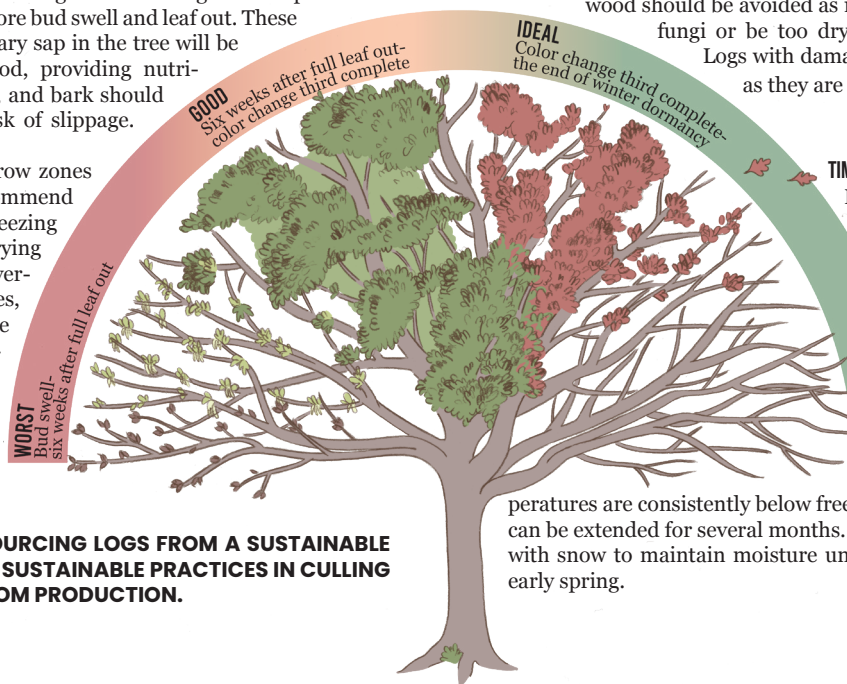 ore bud swell and leaf out. These
ary sap in the tree will be
od, providing nutri-
and bark should
sk of slippage.
row zones
ommend
eezing
rying
ver-
es,
e
WORST
Bud swell-
six weeks after full leaf out
GOOD
Six weeks after full leaf out-
color change third complete
IDEAL
Color change third complete-
the end of winter dormancy
wood should be avoided as
fungi or be too dry
Logs with dama
as they are
TIM
OURCING LOGS FROM A SUSTAINABLE
SUSTAINABLE PRACTICES IN CULLING
OM PRODUCTION.
peratures are consistently below free
can be extended for several months.
with snow to maintain moisture un
early spring.